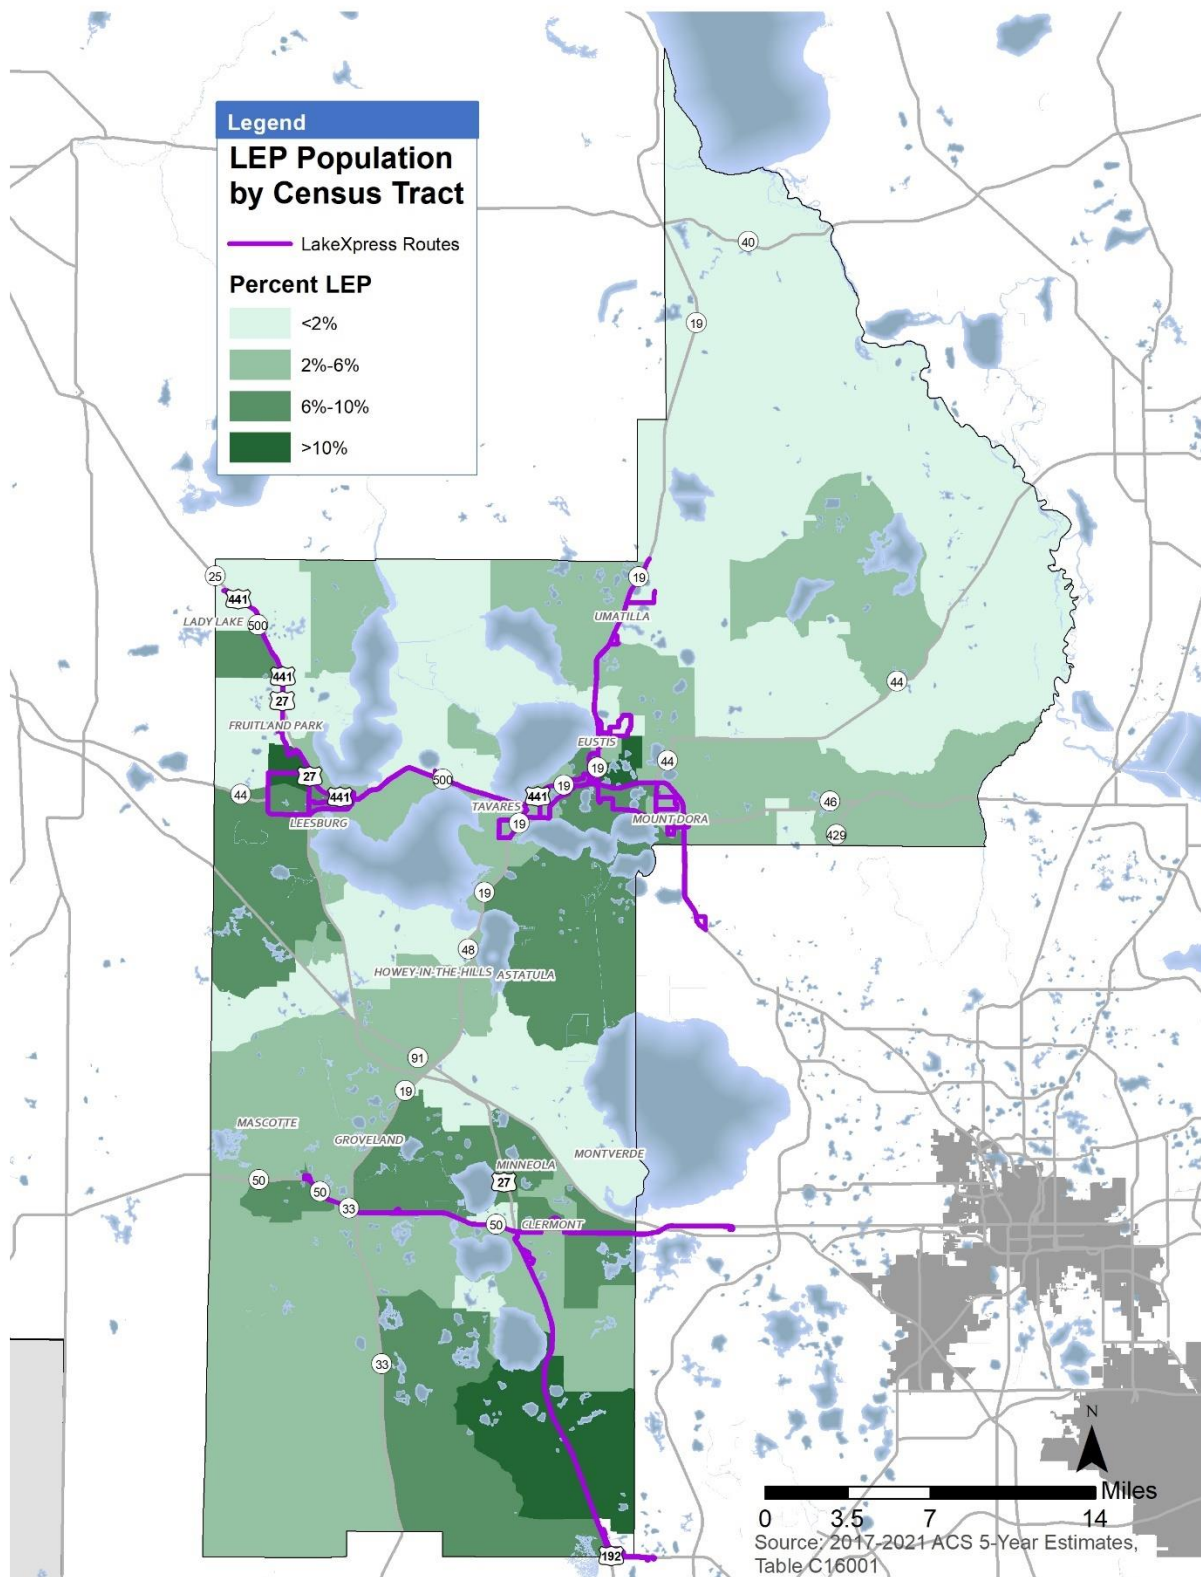 Legend
LEP Population
by Census Tract
LakeXpress Routes
Percent LEP
<2%
2%-6%
6%-10%
>10%
40
19
25
441
LADY LAKE
500
19
UMATILLA
441
27
44
FRUITLAND PARK
EUSTIS
44
19
27
500
19
441
441
44
46
TAVARES
LEESBURG
19
MOUNT DORA
429
19
48
HOWEY-IN-THE-HILLS
ASTATULA
91
19
MASCOTTE
GROVELAND
MONTVERDE
MINNEOLA
50
27
50
33
50
CLERMONT
33
N
Miles
0 3.5 7 14
Source: 2017-2021 ACS 5-Year Estimates,
Table C16001
192